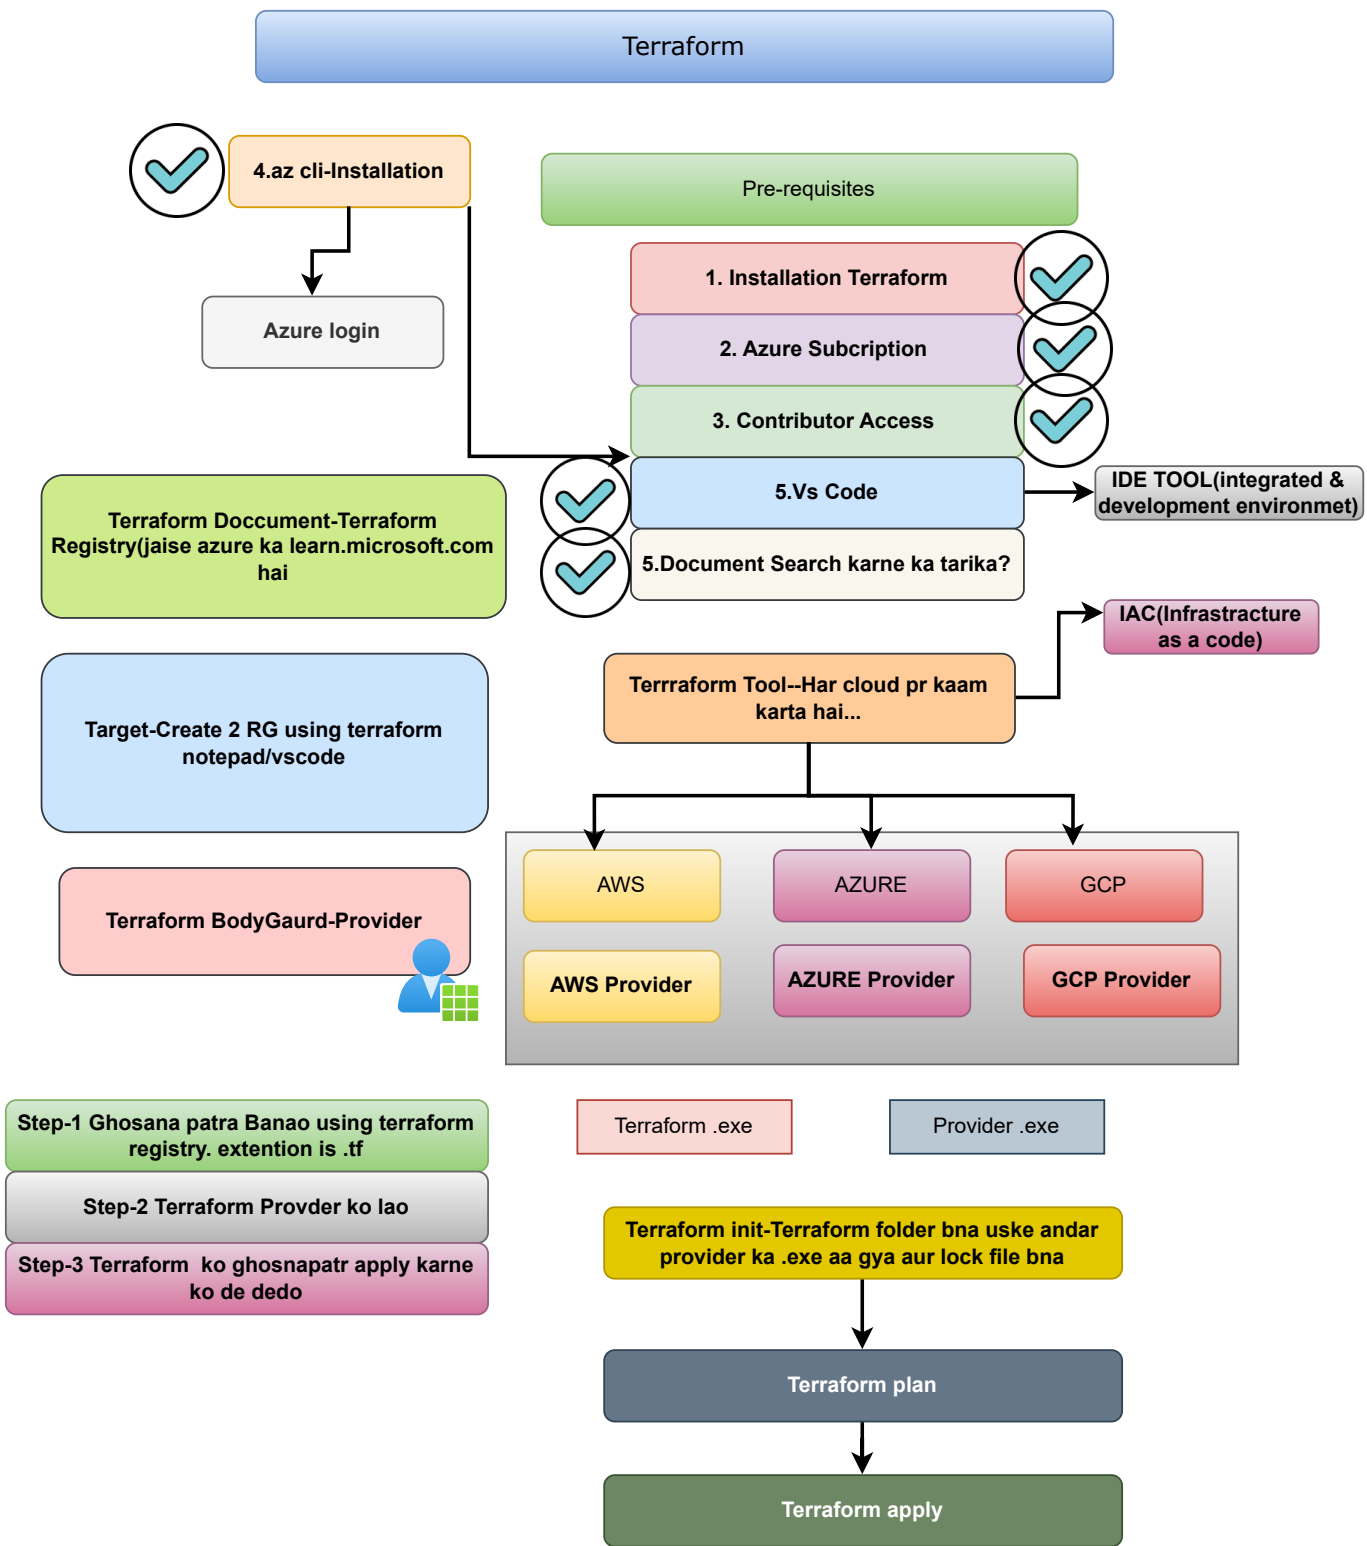 Terraform
4.az cli-Installation
Pre-requisites
1. Installation Terraform
Azure login
2. Azure Subcription
3. Contributor Access
5.Vs Code
IDE TOOL(integrated &
development environmet)
Terraform Doccument-Terraform
Registry(jaise azure ka learn.microsoft.com
hai
5.Document Search karne ka tarika?
IAC(Infrastracture
as a code)
Terrraform Tool--Har cloud pr kaam
karta hai...
Target-Create 2 RG using terraform
notepad/vscode
AWS
AZURE
GCP
Terraform BodyGaurd-Provider
AWS Provider
AZURE Provider
GCP Provider
Step-1 Ghosana patra Banao using terraform
registry. extention is .tf
Terraform .exe
Provider .exe
Step-2 Terraform Provder ko lao
Step-3 Terraform  ko ghosnapatr apply karne
ko de dedo
Terraform init-Terraform folder bna uske andar
provider ka .exe aa gya aur lock file bna
Terraform plan
Terraform apply